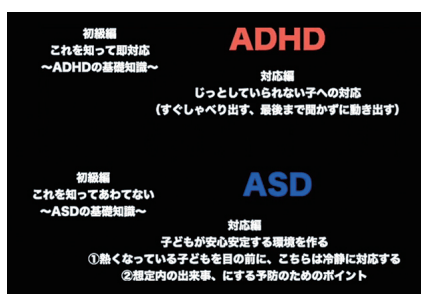 初級編
これを知って即対応
〜ADHDの基礎知識〜
ADHD
対応編
じっとしていられない子への対応
（すぐしゃべり出す、最後まで聞かずに動き出す）
初級編
これを知ってあわてない
〜ASDの基礎知識〜
ASD
対応編
子どもが安心安定する環境を作る
①熱くなっている子どもを目の前に、こちらは冷静に対応する
②想定内の出来事、にする予防のためのポイント